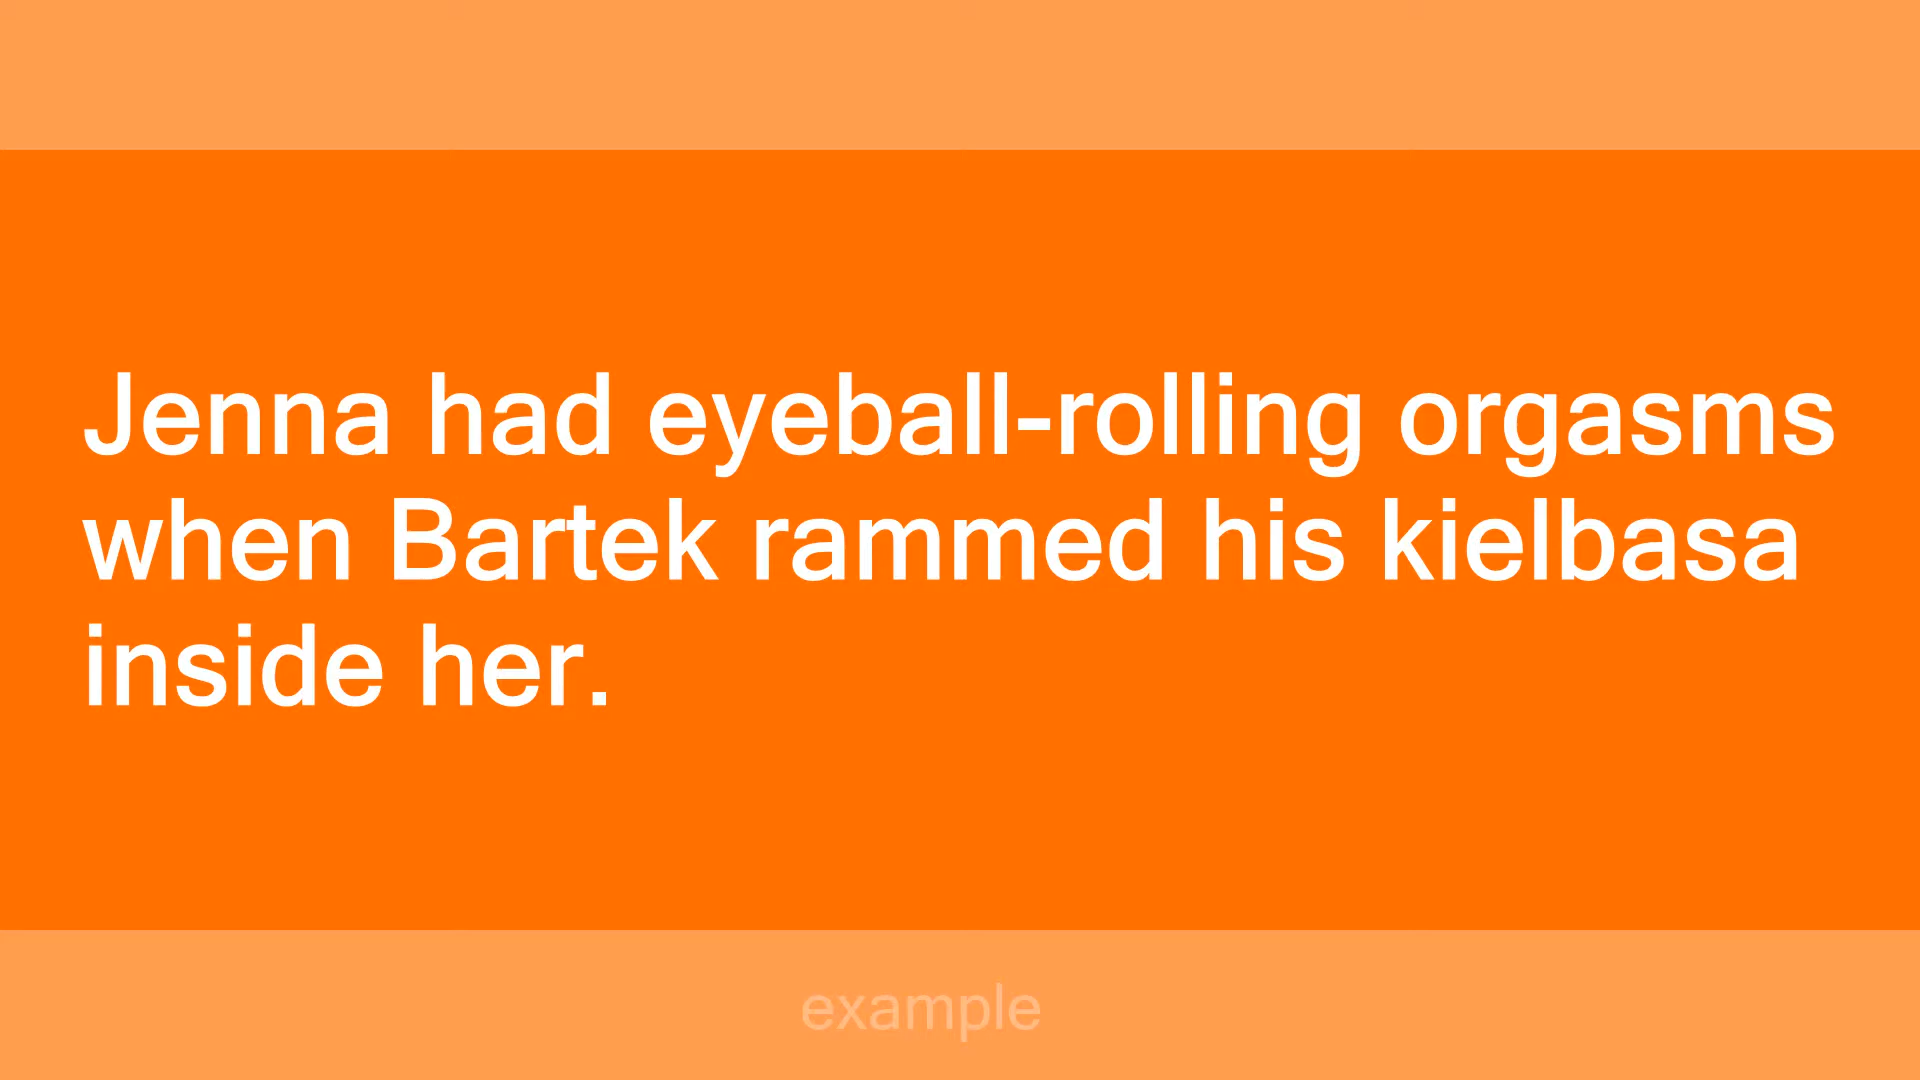 Jenna had eyeball-rolling orgasms
when Bartek rammed his kielbasa
inside her.
example